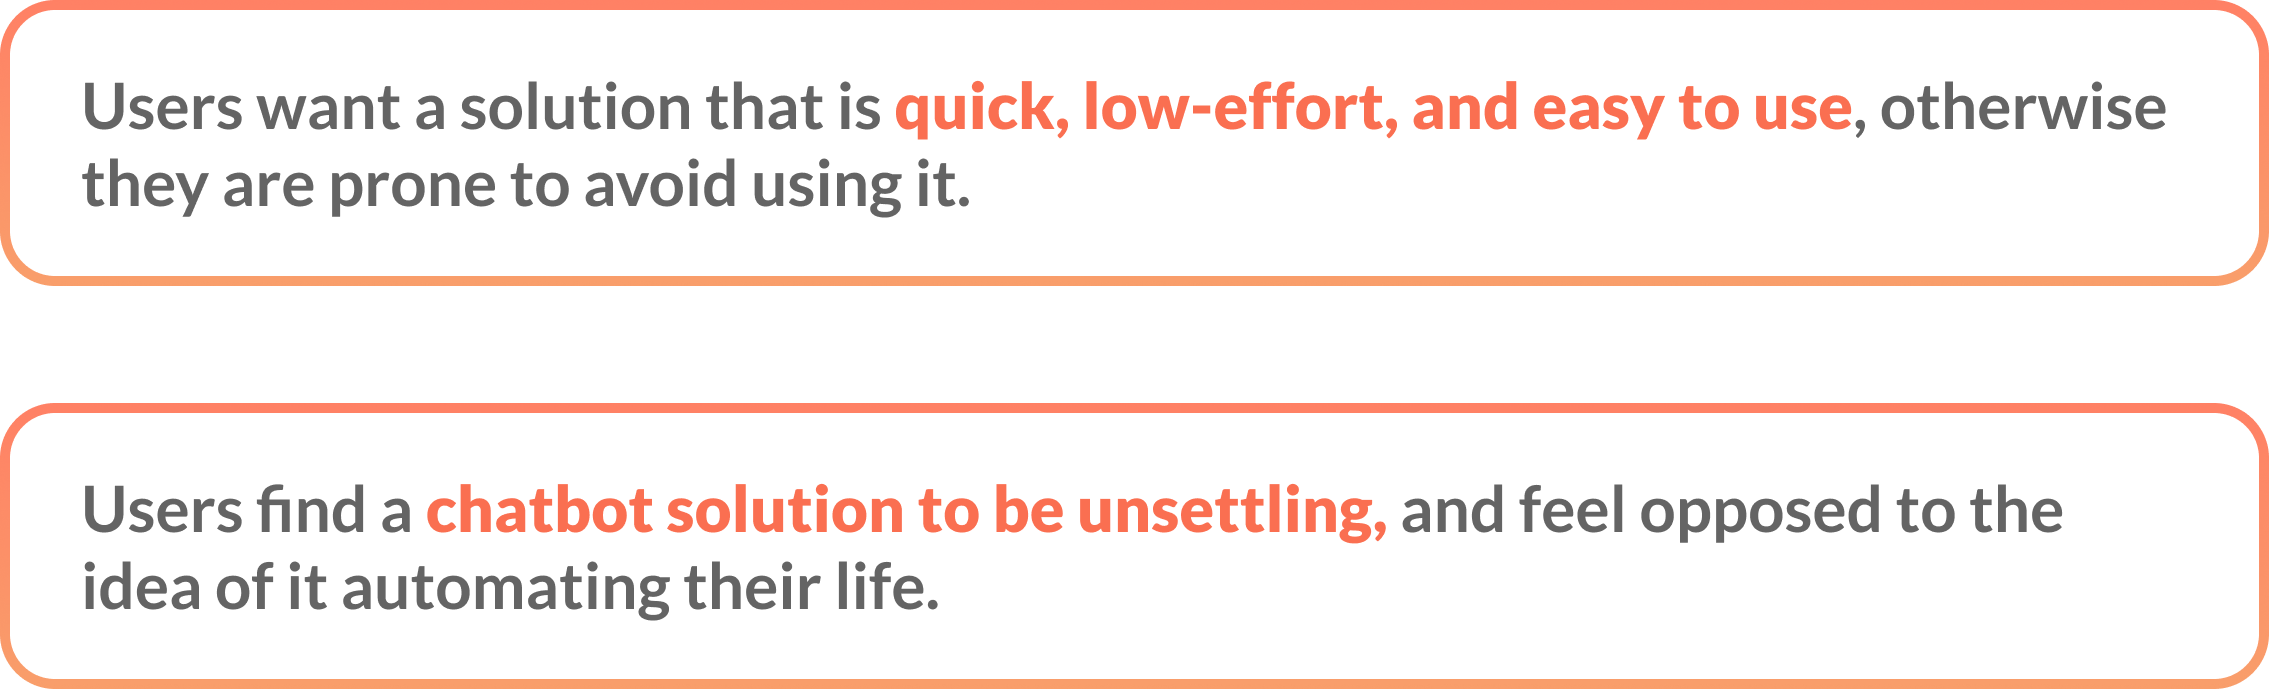 Users want a solution that is quick, low-effort, and easy to use, otherwise
they are prone to avoid using it.
Users find a chatbot solution to be unsettling, and feel opposed to the
idea of it automating their life.